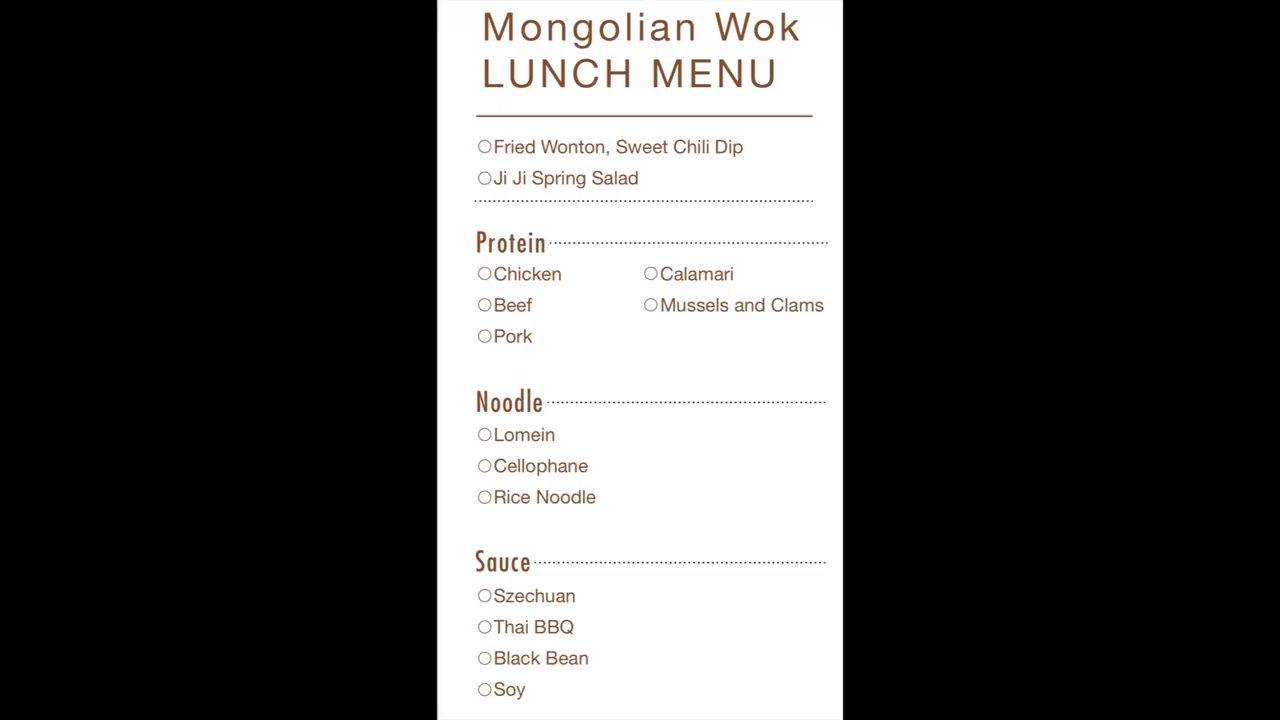 Mongolian Wok
LUNCH MENU
Fried Wonton, Sweet Chili Dip
Ji Ji Spring Salad
Protein
Chicken
Beef
Pork
Calamari
Mussels and Clams
Noodle
Lomein
Cellophane
Rice Noodle
Sauce
Szechuan
Thai BBQ
Black Bean
Soy